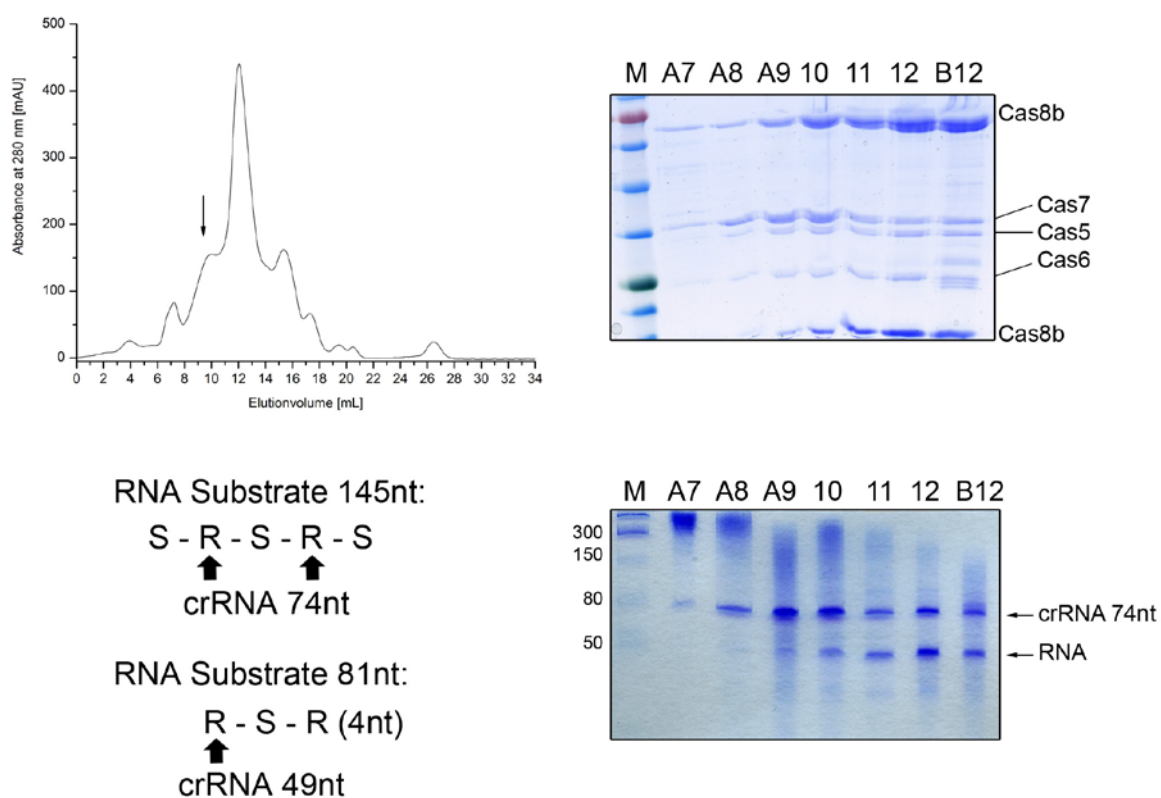 500
400
300
200
100
0
Absorbance at 280 nm [mAU]
0 2 4 6 8 10 12 14 16 18 20 22 24 26 28 30 32 34
Elutionvolume [mL]
M A7 A8 A9 10 11 12 B12
Cas8b
Cas7
Cas5
Cas6
Cas8b
RNA Substrate 145nt:
S - R - S - R - S
crRNA 74nt
RNA Substrate 81nt:
R - S - R (4nt)
crRNA 49nt
M A7 A8 A9 10 11 12 B12
300
150
80
50
crRNA 74nt
RNA